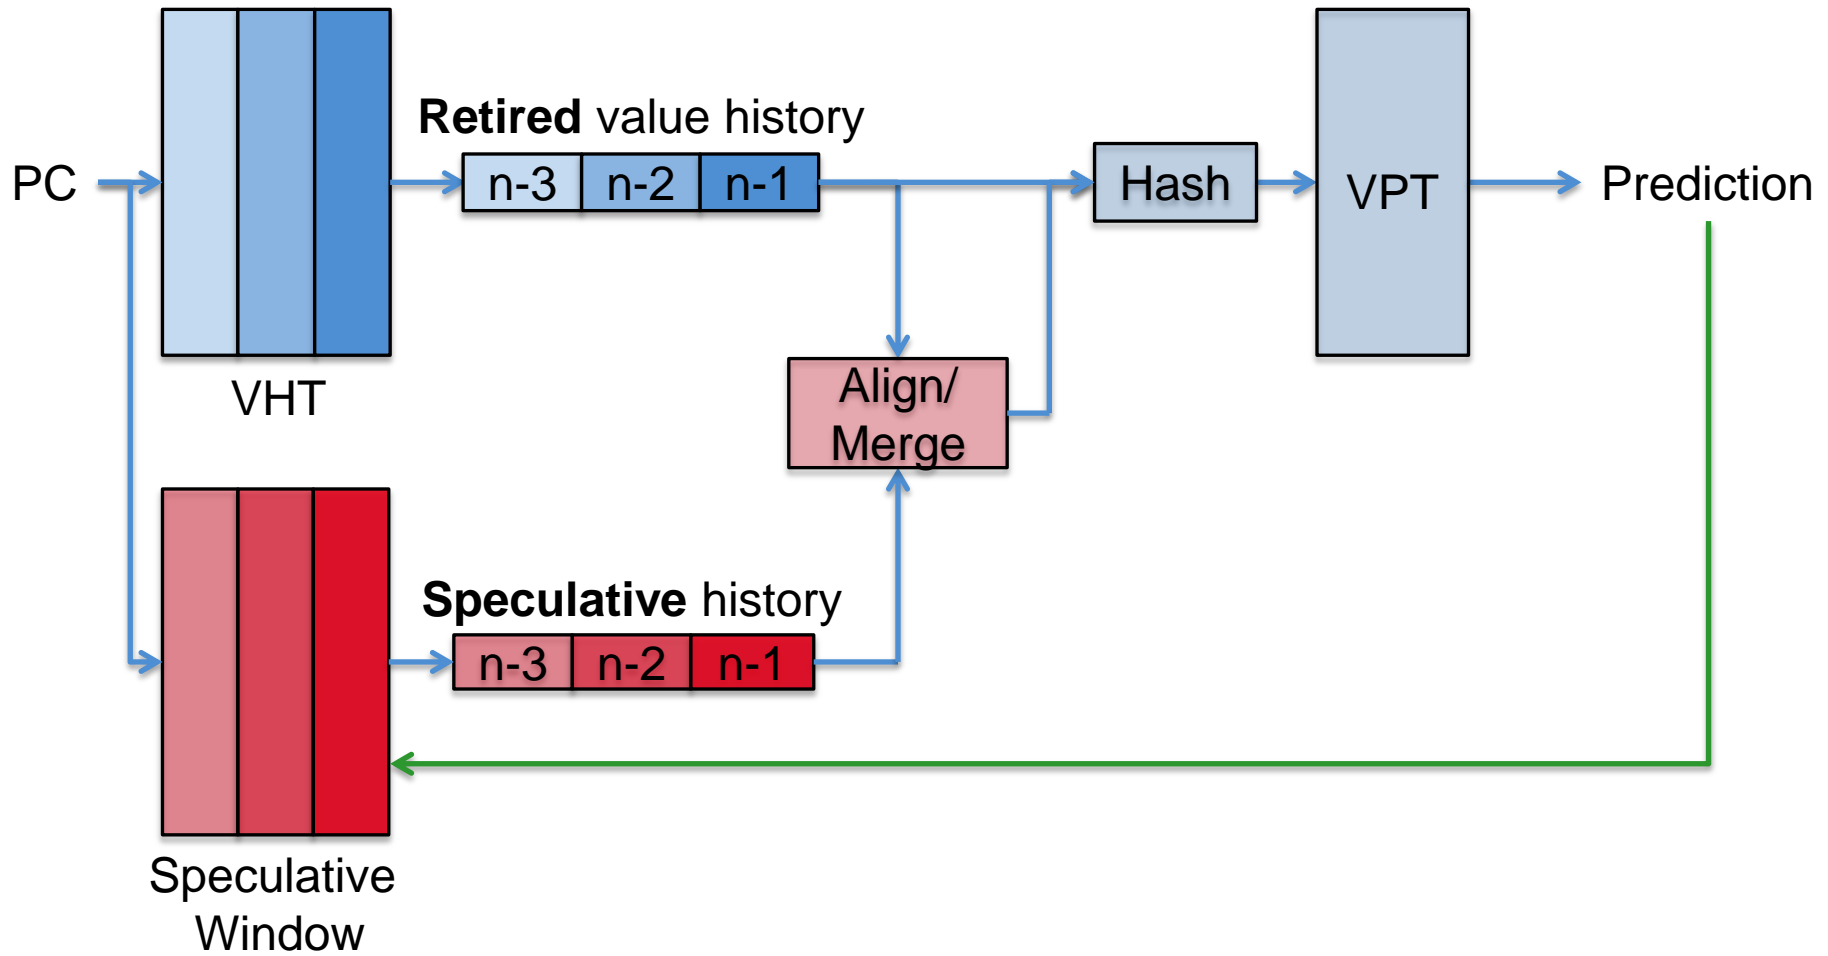 Retired value history
PC
n-3 n-2 n-1
Hash
VPT
Prediction
VHT
Align/
Merge
Speculative history
n-3 n-2 n-1
Speculative
Window